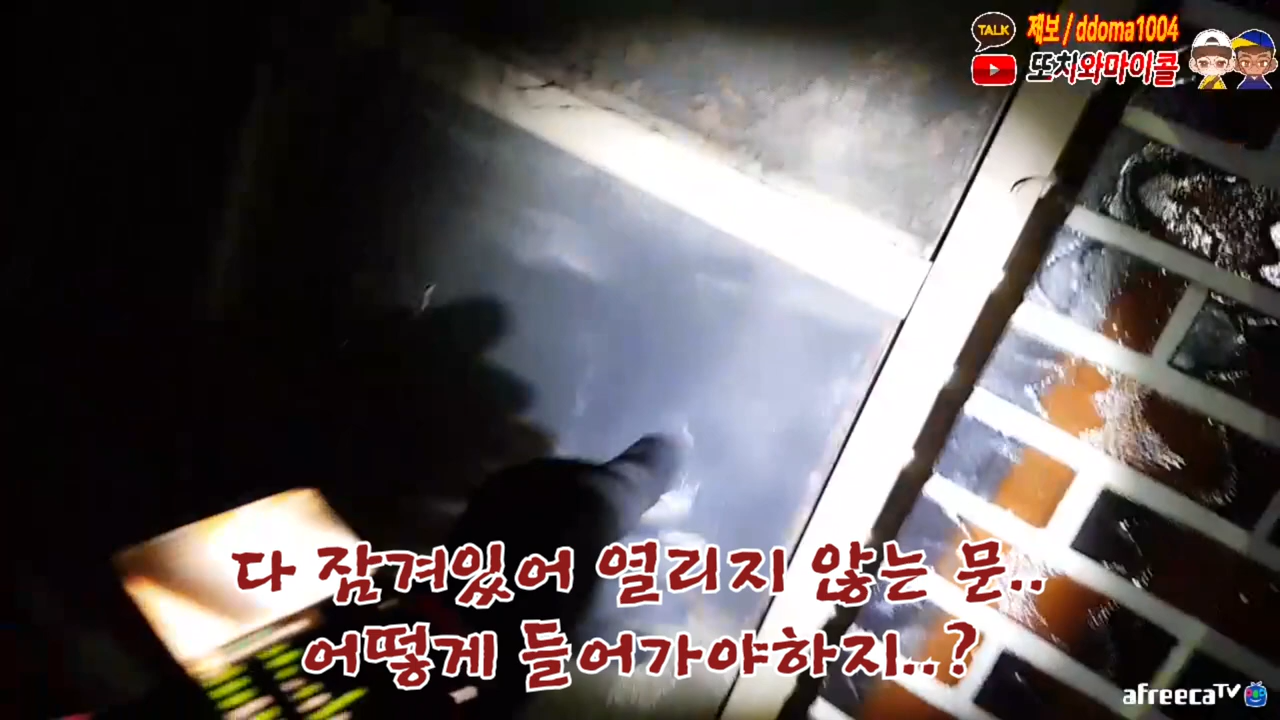 TALK 제보 / ddoma1004
또치와마이콜
다 잠겨있어 열리지 않는 문..
어떻게 들어가야하지..?
afreecaTV